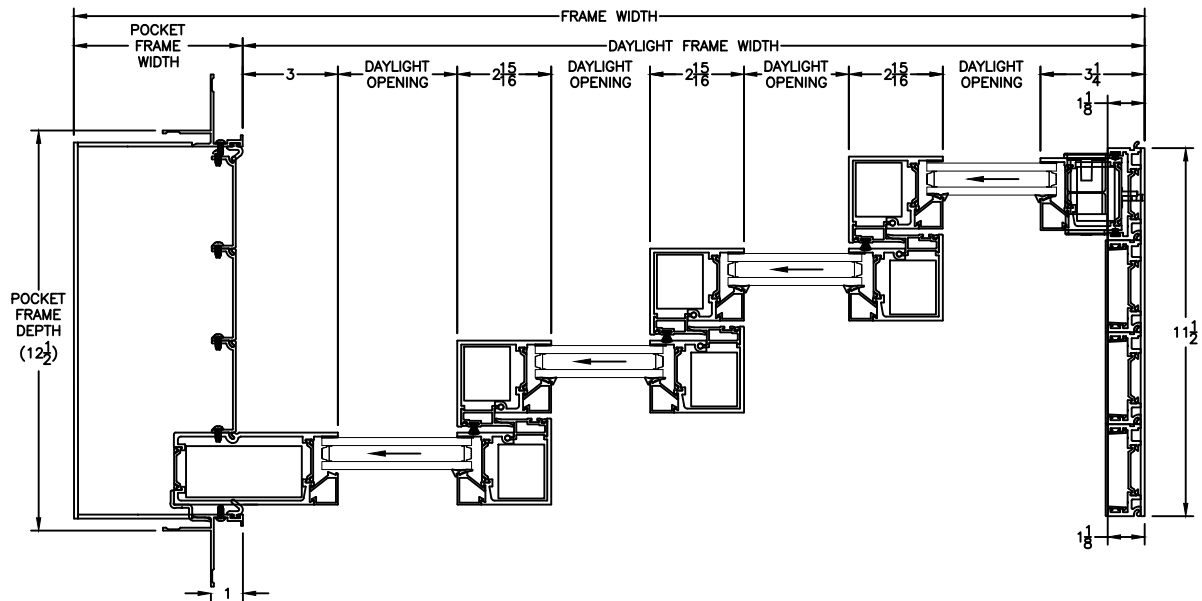 FRAME WIDTH
POCKET
FRAME
WIDTH
DAYLIGHT FRAME WIDTH
3
DAYLIGHT
OPENING
2 15/16
DAYLIGHT
OPENING
2 15/16
DAYLIGHT
OPENING
2 15/16
DAYLIGHT
OPENING
3 1/4
1 1/8
POCKET
FRAME
DEPTH
(12 1/2)
11 1/2
1 1/8
1